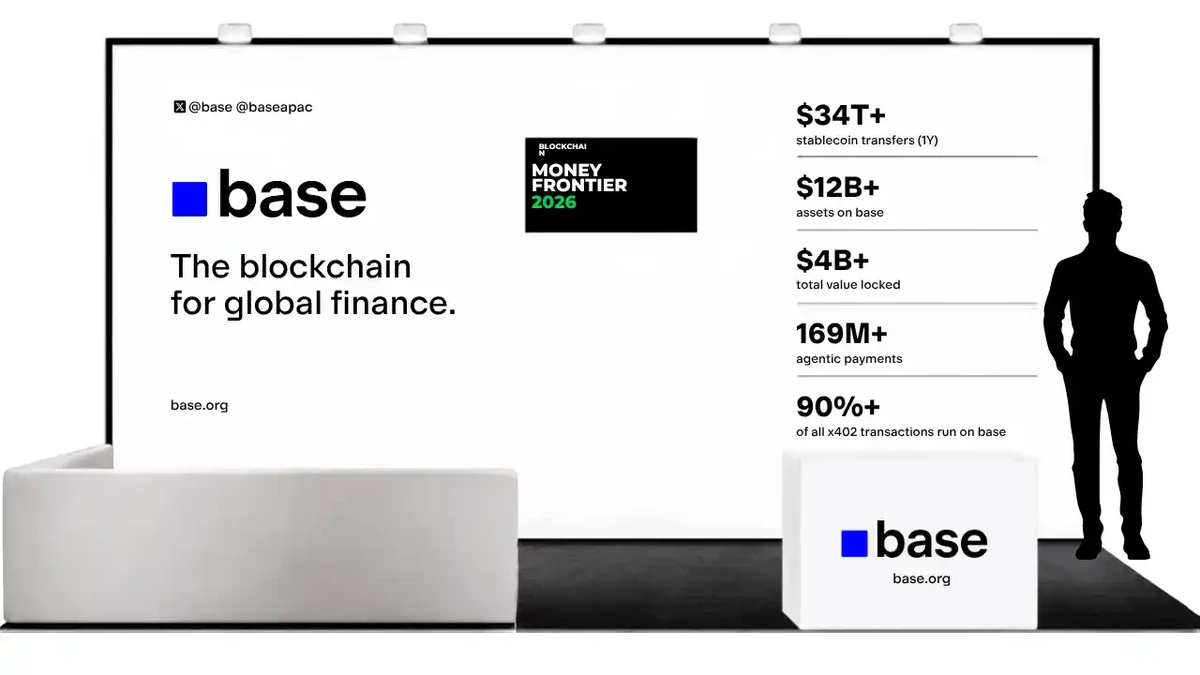 @base @baseapac
base
The blockchain
for global finance.
base.org
BLOCKCHAI
N
MONEY
FRONTIER
2026
$34T+
stablecoin transfers (1Y)
$12B+
assets on base
$4B+
total value locked
169M+
agentic payments
90%+
of all x402 transactions run on base
base
base.org